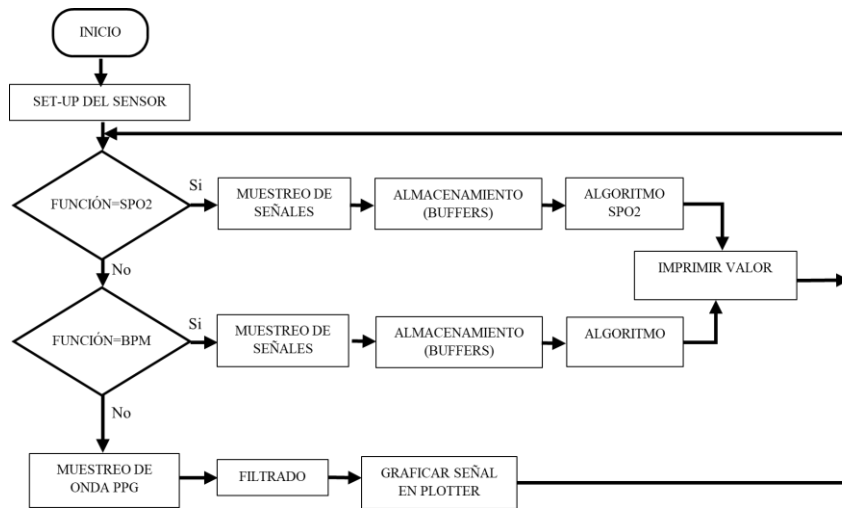 INICIO
SET-UP DEL SENSOR
FUNCIÓN=SPO2
Si
MUESTREO DE
SEÑALES
ALMACENAMIENTO
(BUFFERS)
ALGORITMO
SPO2
IMPRIMIR VALOR
No
FUNCIÓN=BPM
Si
MUESTREO DE
SEÑALES
ALMACENAMIENTO
(BUFFERS)
ALGORITMO
No
MUESTREO DE
ONDA PPG
FILTRADO
GRAFICAR SEÑAL
EN PLOTTER